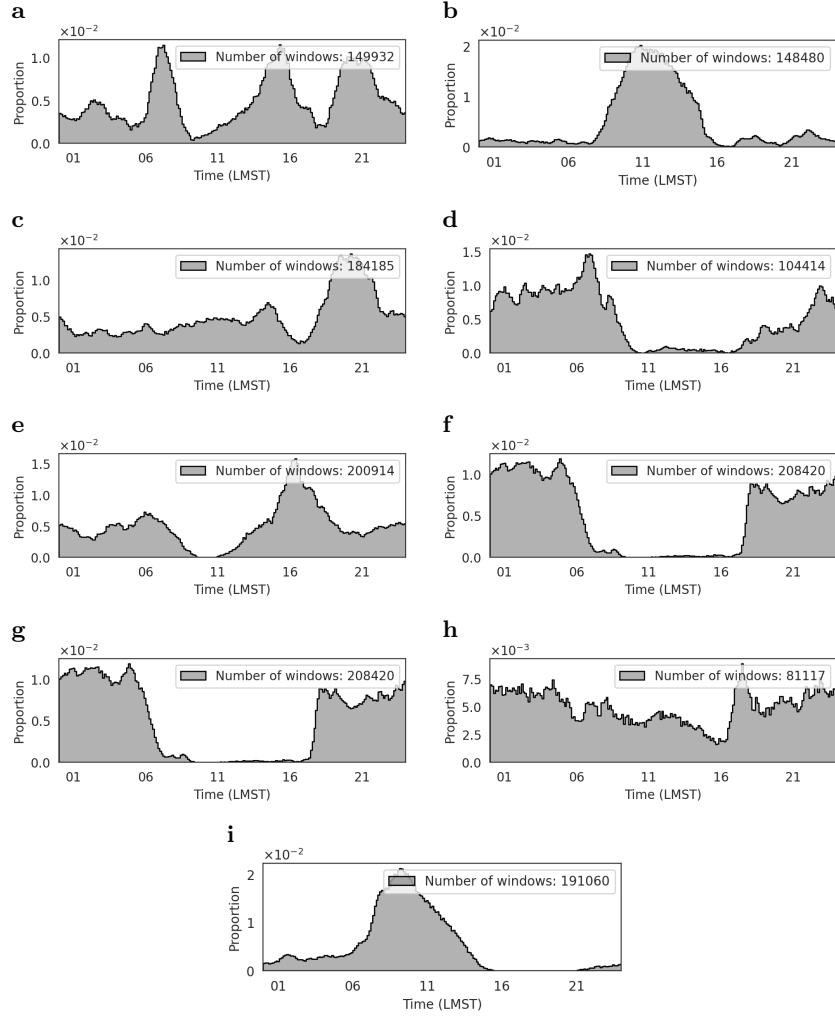 a
×10⁻²
Proportion
1.0
0.5
0.0
Number of windows: 149932
01 06 11 16 21
Time (LMST)
b
×10⁻²
Proportion
2
1
0
Number of windows: 148480
01 06 11 16 21
Time (LMST)
c
×10⁻²
Proportion
1.0
0.5
0.0
Number of windows: 184185
01 06 11 16 21
Time (LMST)
d
×10⁻²
Proportion
1.5
1.0
0.5
0.0
Number of windows: 104414
01 06 11 16 21
Time (LMST)
e
×10⁻²
Proportion
1.5
1.0
0.5
0.0
Number of windows: 200914
01 06 11 16 21
Time (LMST)
f
×10⁻²
Proportion
1.0
0.5
0.0
Number of windows: 208420
01 06 11 16 21
Time (LMST)
g
×10⁻²
Proportion
1.0
0.5
0.0
Number of windows: 208420
01 06 11 16 21
Time (LMST)
h
×10⁻³
Proportion
7.5
5.0
2.5
0.0
Number of windows: 81117
01 06 11 16 21
Time (LMST)
i
×10⁻²
Proportion
2
1
0
Number of windows: 191060
01 06 11 16 21
Time (LMST)